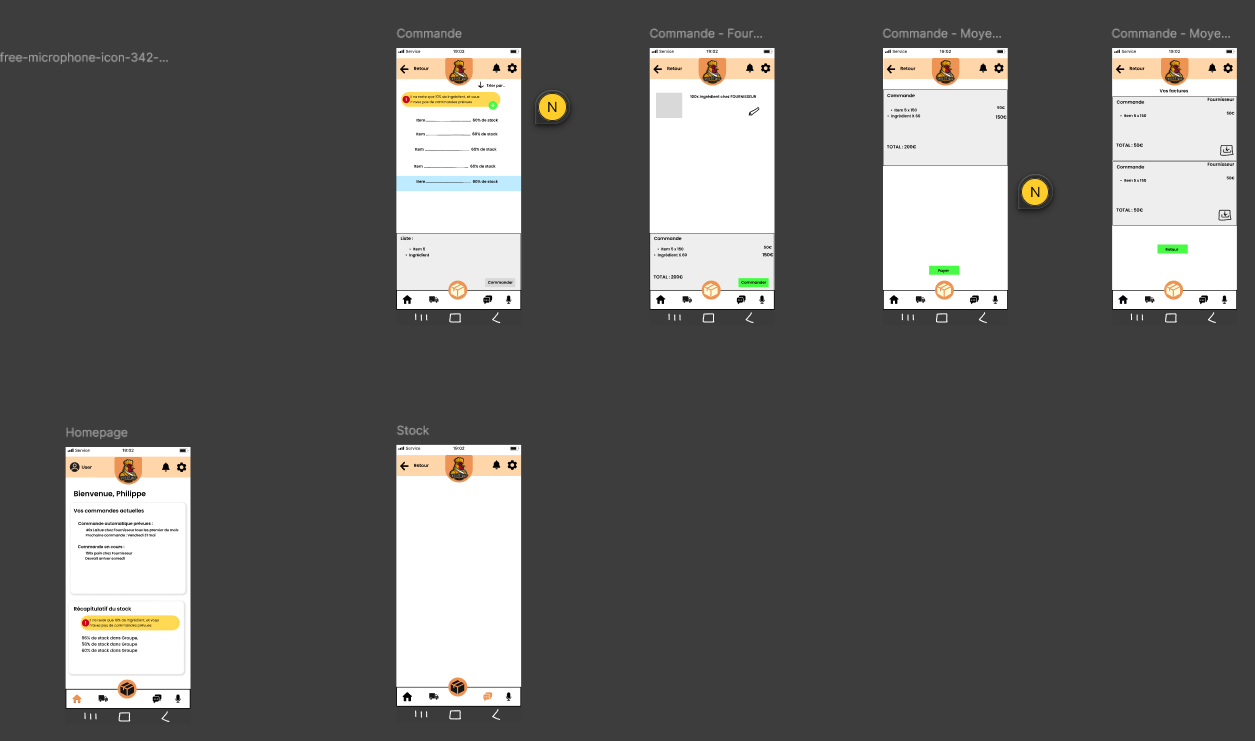 free-microphone-icon-342-...
Commande
Service 19:02
Retour
Trier par..
Il ne reste que 10% de ingrédient, et vous
n'avez pas de commandes prévues
Item 60% de stock
Item 60% de stock
Item 60% de stock
Item 60% de stock
Item 60% de stock
Liste :
• Item 5
• Ingrédient
Commander
Commande - Four...
Service 19:02
Retour
100x Ingrédient chez FOURNISSEUR
Commande
• Item 5 x 150 50€
• Ingrédient X 60 150€
TOTAL : 200€
Commander
Commande - Moye...
Service 19:02
Retour
Commande
• Item 5 x 150 50€
• Ingrédient X 60 150€
TOTAL : 200€
Payer
N
N
Commande - Moye...
Service 19:02
Retour
Vos factures
Commande Fournisseur
• Item 5 x 150 50€
TOTAL : 50€
Commande Fournisseur
• Item 5 x 150 50€
TOTAL : 50€
Retour
Homepage
Service 19:02
User
Bienvenue, Philippe
Vos commandes actuelles
Commande automatique prévues :
40x Laitue chez Fournisseur tous les premier du mois
Prochaine commande : Vendredi 31 mai
Commande en cours :
150x pain chez Fournisseur
Devrait arriver samedi
Récapitulatif du stock
Il ne reste que 10% de ingrédient, et vous
n'avez pas de commandes prévues
% de stock dans Groupe.
50% de stock dans Groupe
60% de stock dans Groupe
Stock
Service 19:02
Retour